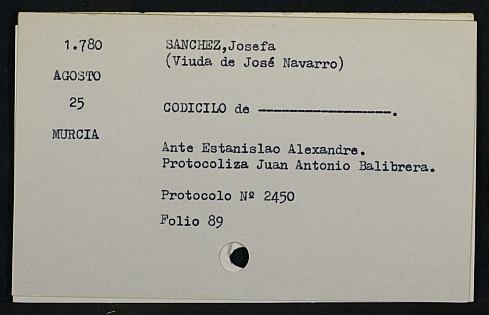 1.780
AGOSTO
25
MURCIA
SANCHEZ,Josefa
(Viuda de José Navarro)
CODICILO de -----------------.
Ante Estanislao Alexandre.
Protocoliza Juan Antonio Balibrera.
Protocolo Nº 2450
Folio 89